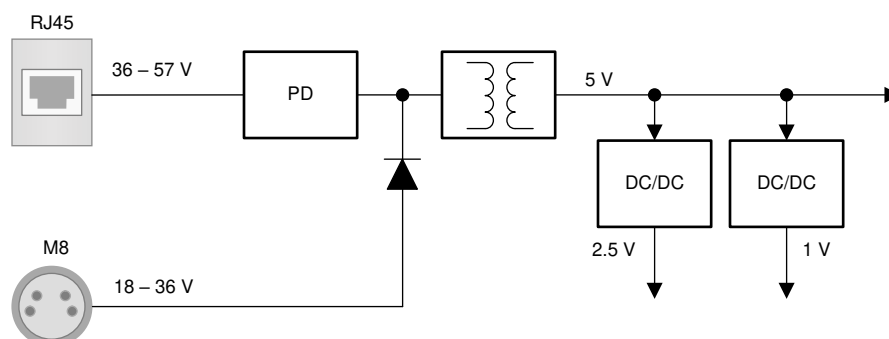 RJ45
36 – 57 V
PD
5 V
DC/DC
DC/DC
2.5 V
1 V
M8
18 – 36 V